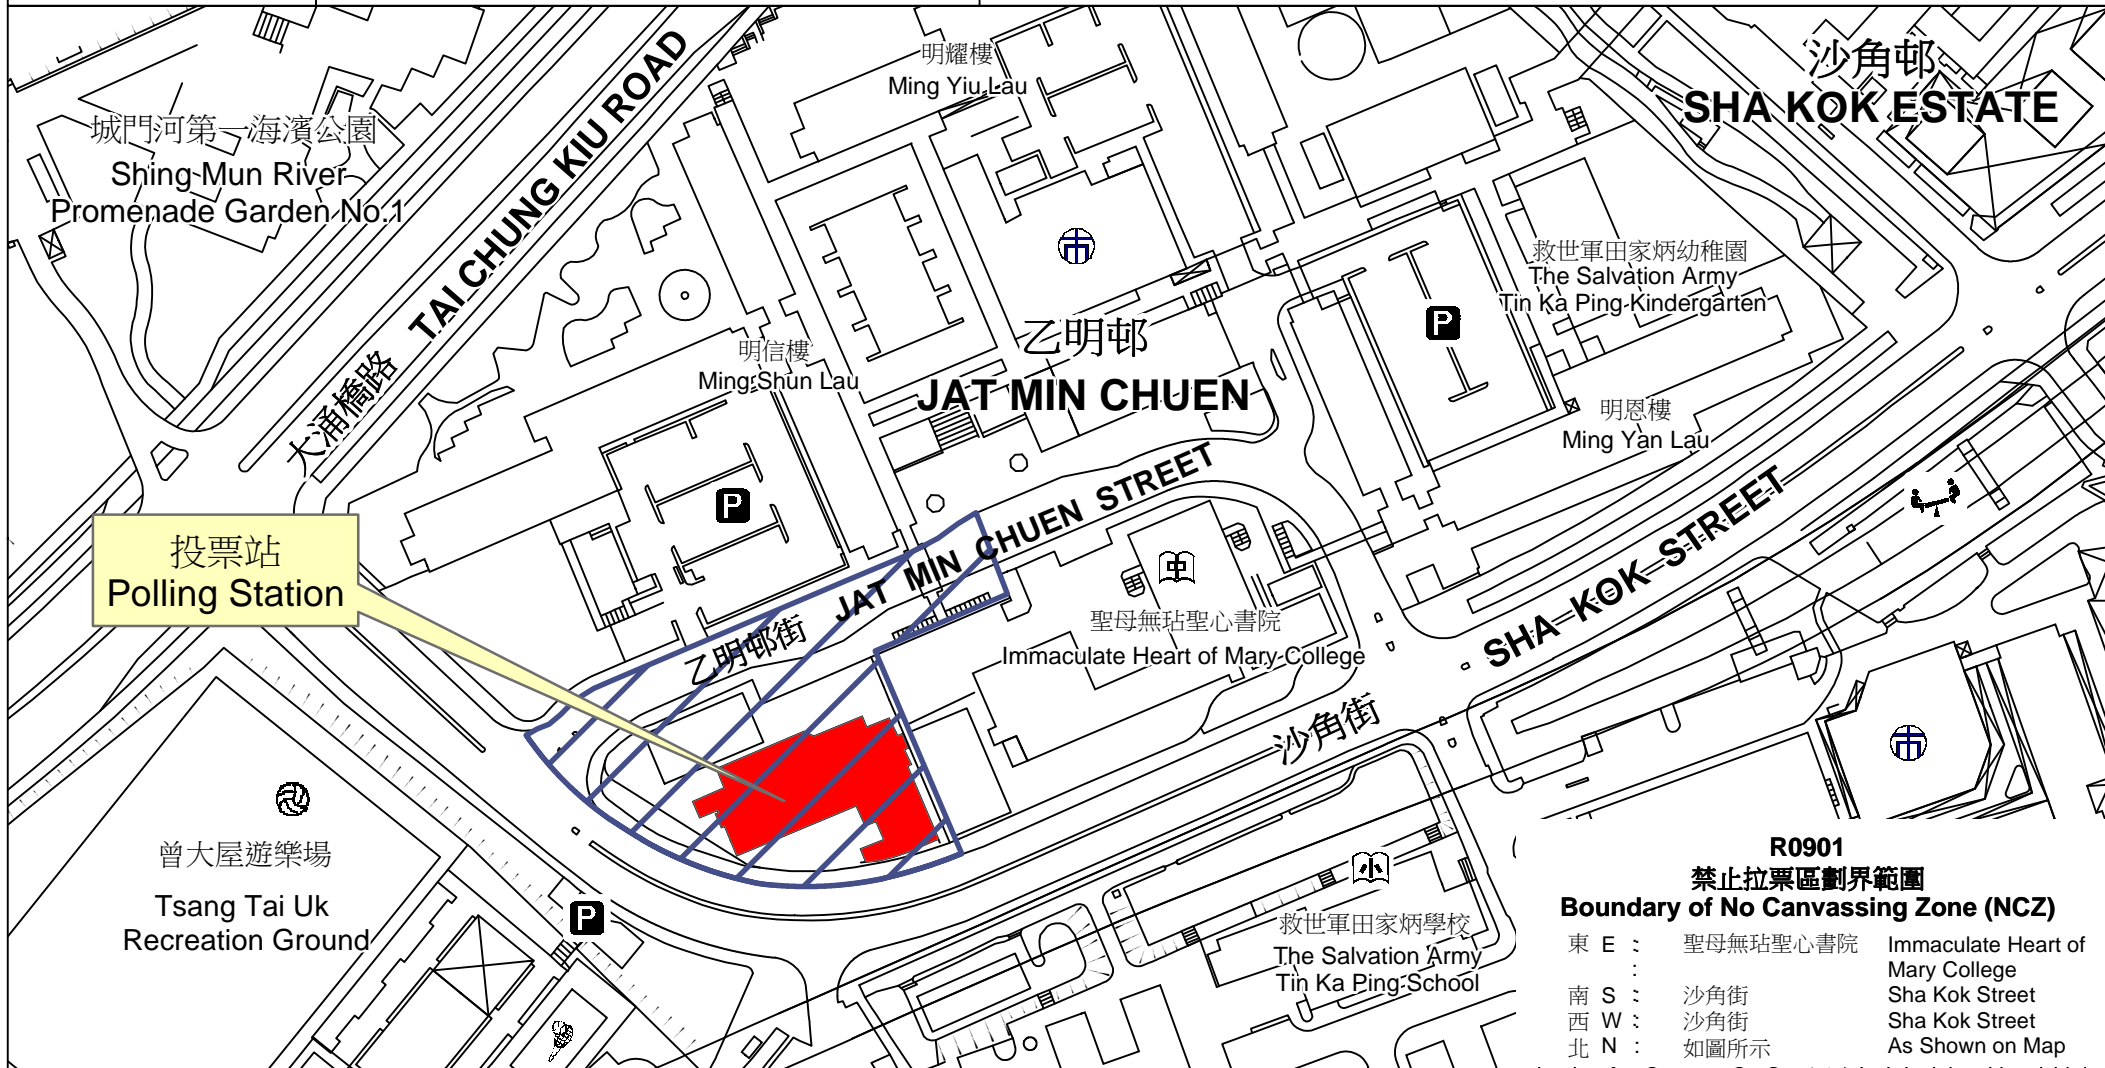 明耀樓
Ming Yiu Lau
沙角邨
SHA KOK ESTATE
城門河第一海濱公園
Shing Mun River
Promenade Garden No.1
大涌橋路 TAI CHUNG KIU ROAD
救世軍田家炳幼稚園
The Salvation Army
Tin Ka Ping Kindergarten
P
乙明邨
JAT MIN CHUEN
明信樓
Ming Shun Lau
明恩樓
Ming Yan Lau
P
投票站
Polling Station
乙明邨街 JAT MIN CHUEN STREET
中
聖母無玷聖心書院
Immaculate Heart of Mary College
沙角街 SHA KOK STREET
曾大屋遊樂場
Tsang Tai Uk
Recreation Ground
P
小
救世軍田家炳學校
The Salvation Army
Tin Ka Ping School
R0901
禁止拉票區劃界範圍
Boundary of No Canvassing Zone (NCZ)
東 E : 聖母無玷聖心書院 Immaculate Heart of
: Mary College
南 S : 沙角街 Sha Kok Street
西 W : 沙角街 Sha Kok Street
北 N : 如圖所示 As Shown on Map